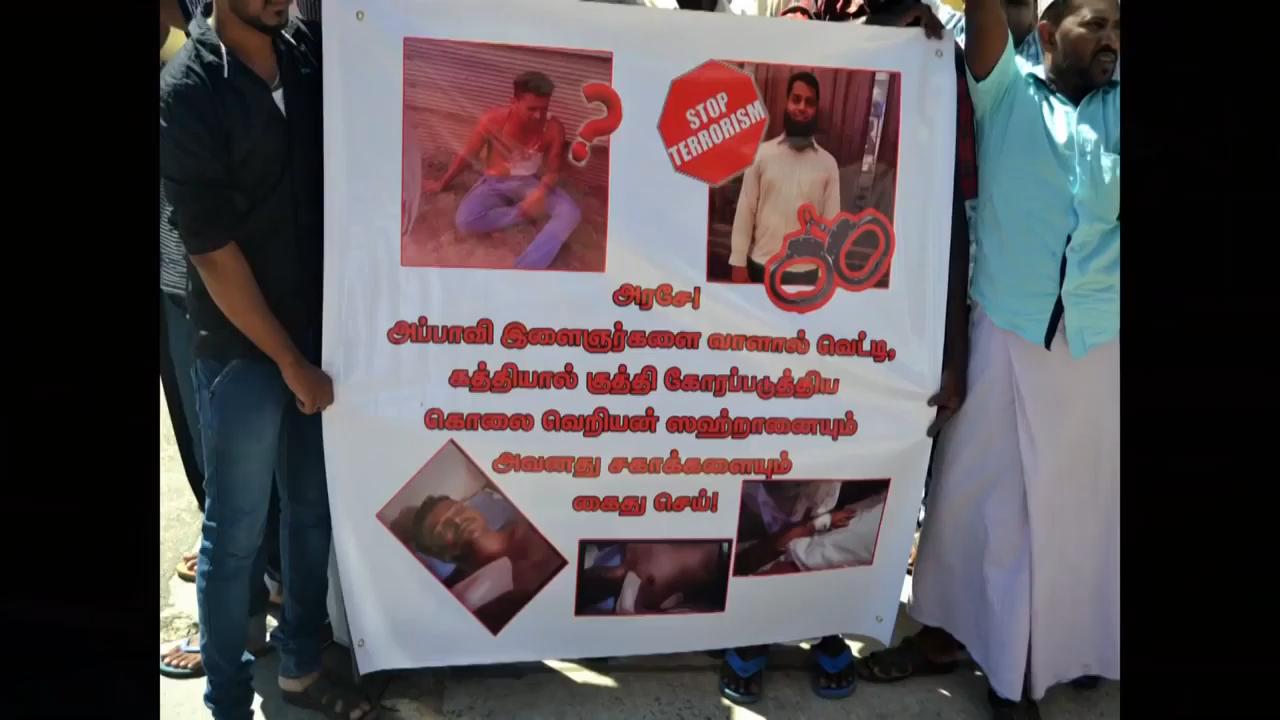 STOP
TERRORISM
அரசே!
அப்பாவி இளைஞர்களை வாளால் வெட்டி,
கத்தியால் குத்தி கோரப்படுத்திய
கொலை வெறியன் ஸஹ்றானையும்
அவனது சகாக்களையும்
கைது செய்!